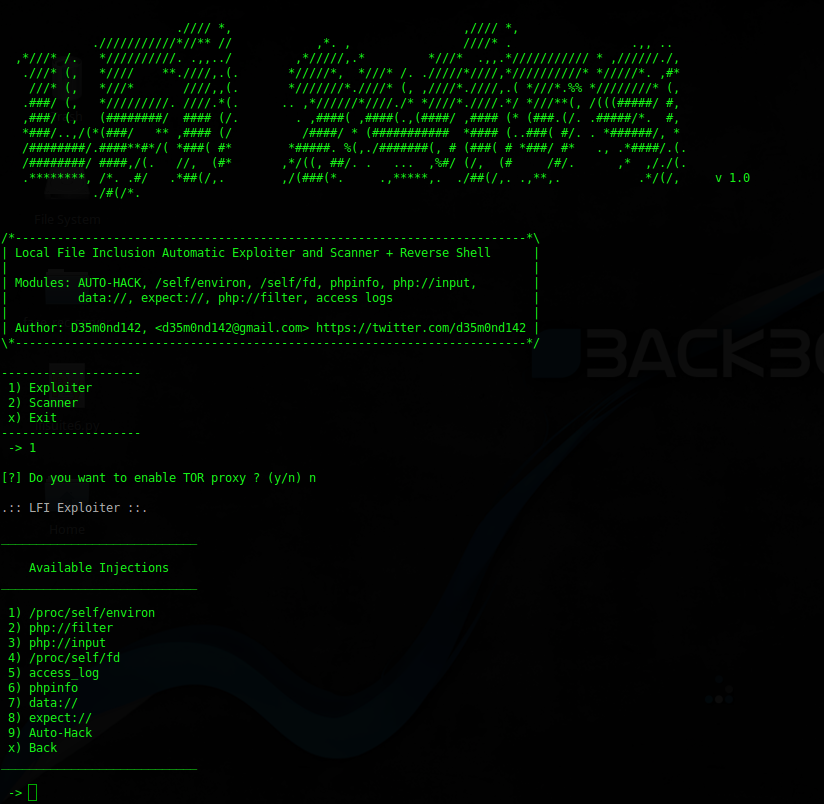 v 1.0
File System
/*-------------------------------------------------------------------------*\
| Local File Inclusion Automatic Exploiter and Scanner + Reverse Shell      |
|                                                                           |
| Modules: AUTO-HACK, /self/environ, /self/fd, phpinfo, php://input,        |
|          data://, expect://, php://filter, access logs                    |
|                                                                           |
| Author: D35m0nd142, <d35m0nd142@gmail.com> https://twitter.com/d35m0nd142 |
\*-------------------------------------------------------------------------*/
BACKB
--------------------
1) Exploiter
2) Scanner
x) Exit
--------------------
-> 1
[?] Do you want to enable TOR proxy ? (y/n) n
.:: LFI Exploiter ::.
Home
____________________________
Available Injections
____________________________
1) /proc/self/environ
2) php://filter
3) php://input
4) /proc/self/fd
5) access_log
6) phpinfo
7) data://
8) expect://
9) Auto-Hack
x) Back
____________________________
->